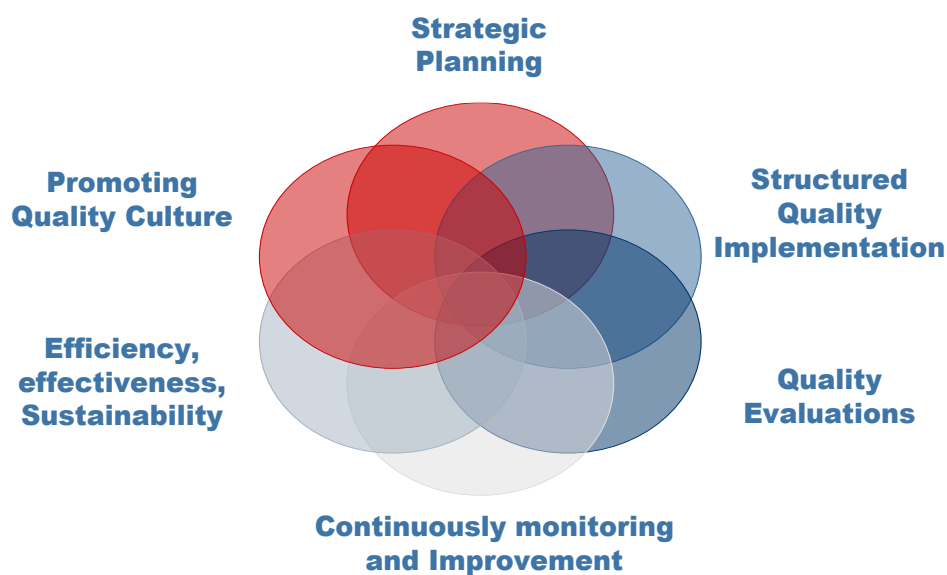 Strategic
Planning
Promoting
Quality Culture
Structured
Quality
Implementation
Efficiency,
effectiveness,
Sustainability
Quality
Evaluations
Continuously monitoring
and Improvement